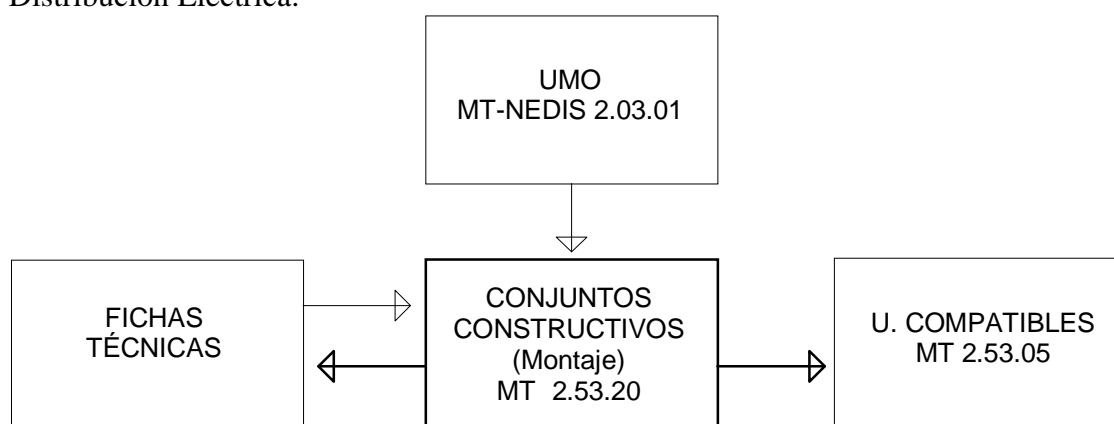 Distribución Eléctrica.
UMO
MT-NEDIS 2.03.01
FICHAS
TÉCNICAS
CONJUNTOS
CONSTRUCTIVOS
(Montaje)
MT 2.53.20
U. COMPATIBLES
MT 2.53.05